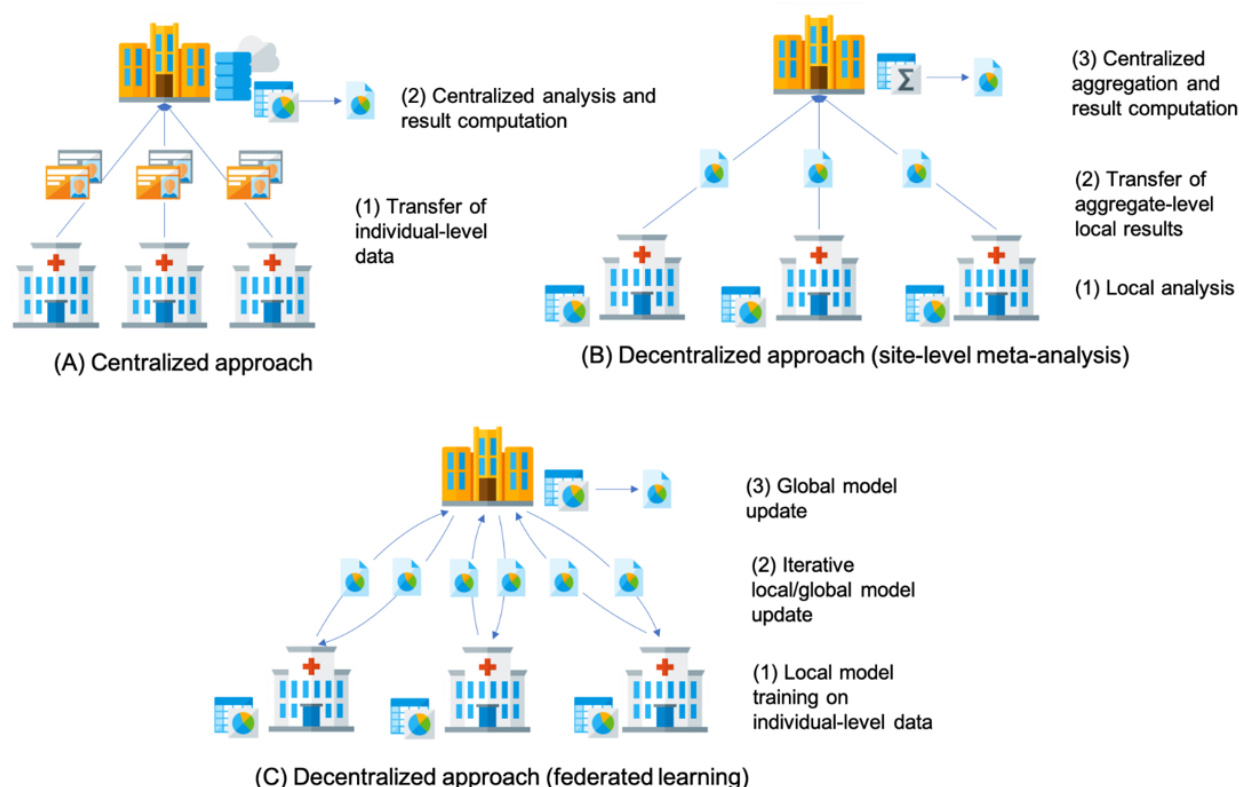 (2) Centralized analysis and
result computation
(1) Transfer of
individual-level
data
(A) Centralized approach
Σ
(3) Centralized
aggregation and
result computation
(2) Transfer of
aggregate-level
local results
(1) Local analysis
(B) Decentralized approach (site-level meta-analysis)
(3) Global model
update
(2) Iterative
local/global model
update
(1) Local model
training on
individual-level data
(C) Decentralized approach (federated learning)